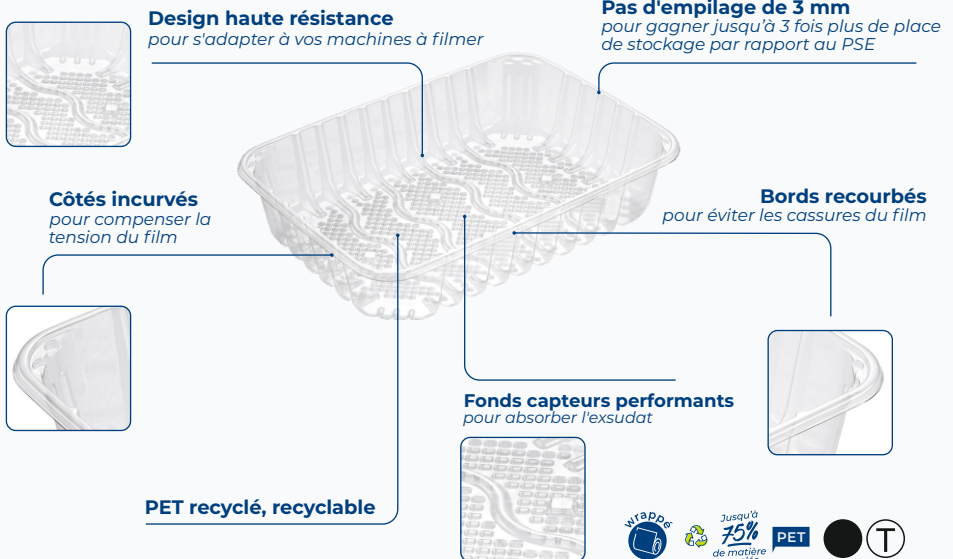 Design haute résistance
pour s'adapter à vos machines à filmer
Pas d'empilage de 3 mm
pour gagner jusqu'à 3 fois plus de place
de stockage par rapport au PSE
Côtés incurvés
pour compenser la
tension du film
Bords recourbés
pour éviter les cassures du film
Fonds capteurs performants
pour absorber l'exsudat
PET recyclé, recyclable
wrappé
Jusqu'à
75%
de matière
PET
T